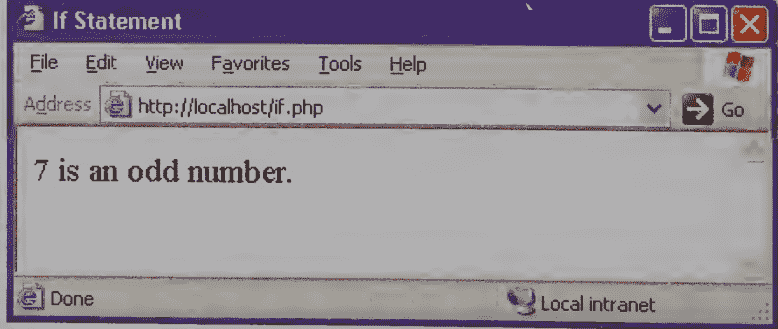 If Statement
File Edit View Favorites Tools Help
Address http://localhost/if.php Go
7 is an odd number.
Done Local intranet